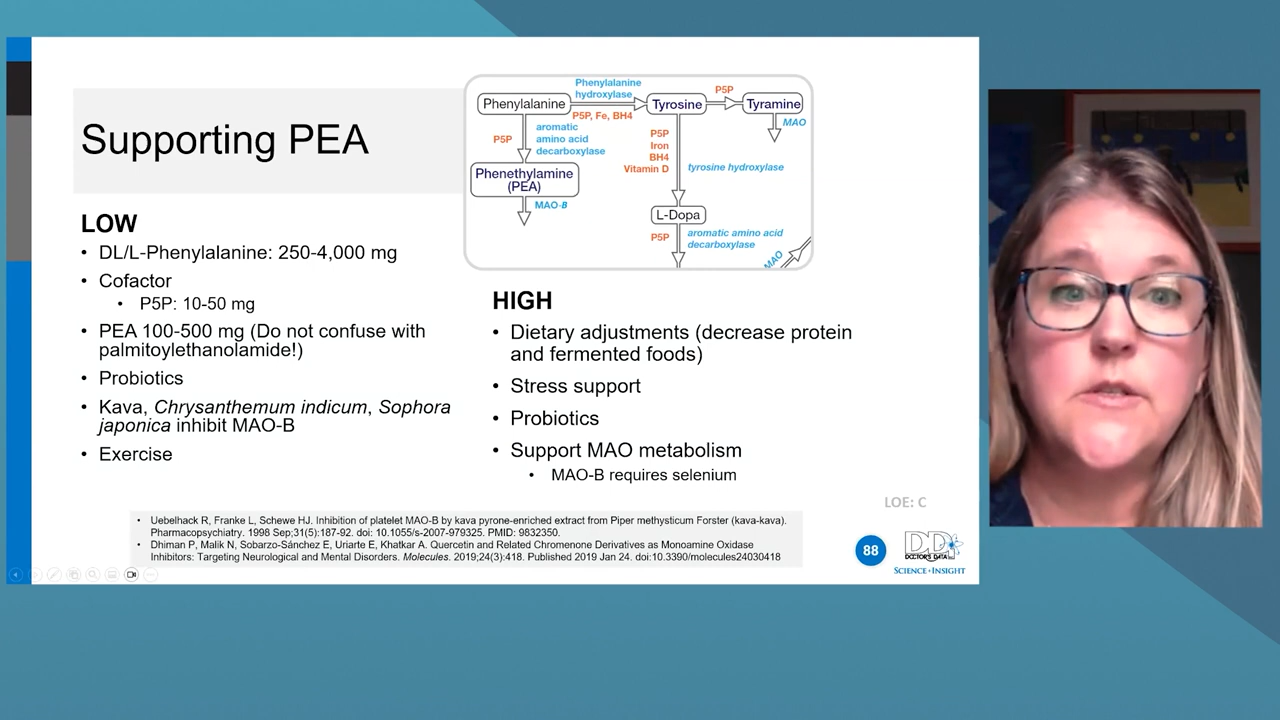 Supporting PEA
Phenylalanine
hydroxylase
P5P
Phenylalanine
Tyrosine
Tyramine
P5P, Fe, BH4
MAO
P5P
aromatic
amino acid
decarboxylase
P5P
Iron
BH4
Vitamin D
tyrosine hydroxylase
Phenethylamine
(PEA)
MAO-B
L-Dopa
P5P
aromatic amino acid
decarboxylase
MAO
LOW
• DL/L-Phenylalanine: 250-4,000 mg
• Cofactor
• P5P: 10-50 mg
• PEA 100-500 mg (Do not confuse with
palmitoylethanolamide!)
• Probiotics
• Kava, Chrysanthemum indicum, Sophora
japonica inhibit MAO-B
• Exercise
HIGH
• Dietary adjustments (decrease protein
and fermented foods)
• Stress support
• Probiotics
• Support MAO metabolism
• MAO-B requires selenium
LOE: C
• Uebelhack R, Franke L, Schewe HJ. Inhibition of platelet MAO-B by kava pyrone-enriched extract from Piper methysticum Forster (kava-kava).
Pharmacopsychiatry. 1998 Sep;31(5):187-92. doi: 10.1055/s-2007-979325. PMID: 9832350.
• Dhiman P, Malik N, Sobarzo-Sánchez E, Uriarte E, Khatkar A. Quercetin and Related Chromenone Derivatives as Monoamine Oxidase
Inhibitors: Targeting Neurological and Mental Disorders. Molecules. 2019;24(3):418. Published 2019 Jan 24. doi:10.3390/molecules24030418
88
DOCTOR'S DATA
SCIENCE + INSIGHT